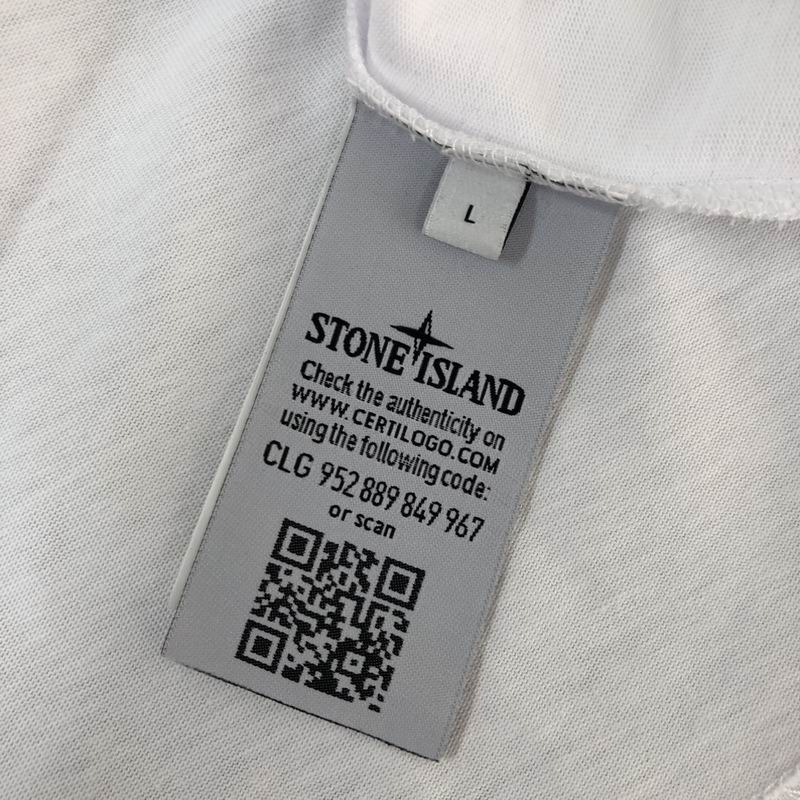 L
STONE ISLAND
Check the authenticity on
WWW.CERTILOGO.COM
using the following code:
CLG 952 889 849 967
or scan